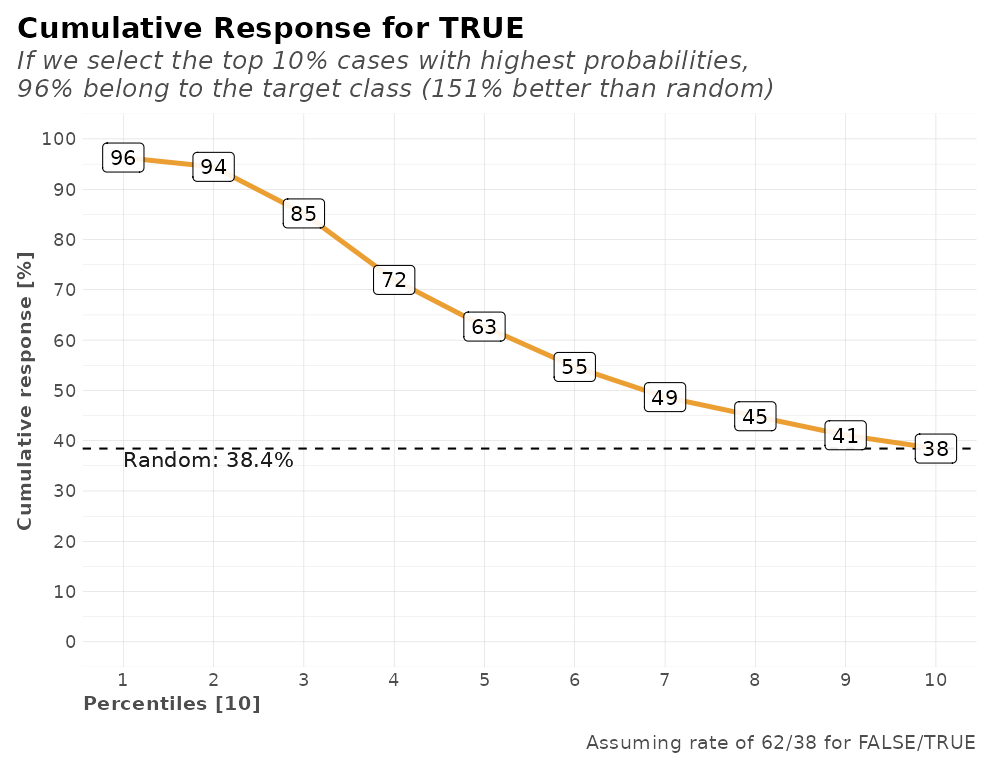 Cumulative Response for TRUE
If we select the top 10% cases with highest probabilities,
96% belong to the target class (151% better than random)
Cumulative response [%]
100
90
80
70
60
50
40
30
20
10
0
96
94
85
72
63
55
49
45
41
38
Random: 38.4%
1 2 3 4 5 6 7 8 9 10
Percentiles [10]
Assuming rate of 62/38 for FALSE/TRUE